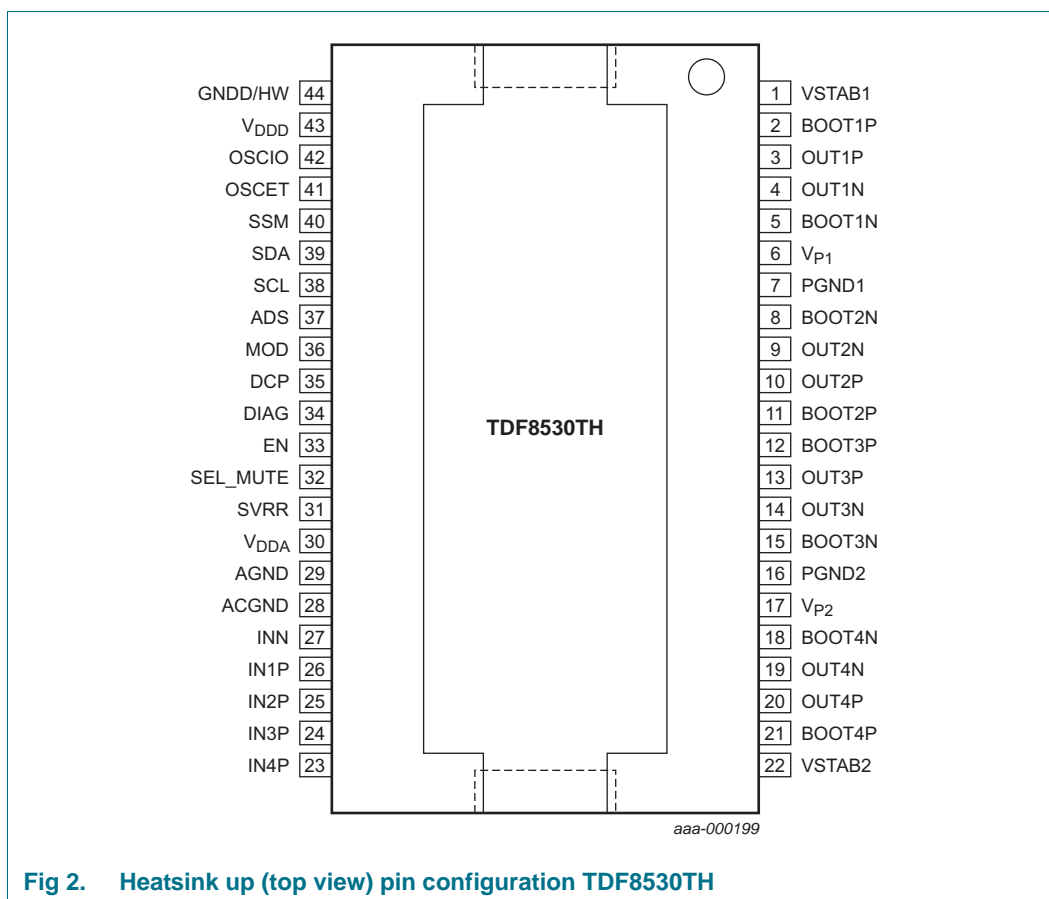 GNDD/HW 44 1 VSTAB1
VDDD 43 2 BOOT1P
OSCIO 42 3 OUT1P
OSCET 41 4 OUT1N
SSM 40 5 BOOT1N
SDA 39 6 VP1
SCL 38 7 PGND1
ADS 37 8 BOOT2N
MOD 36 9 OUT2N
DCP 35 10 OUT2P
DIAG 34 11 BOOT2P
TDF8530TH
EN 33 12 BOOT3P
SEL_MUTE 32 13 OUT3P
SVRR 31 14 OUT3N
VDDA 30 15 BOOT3N
AGND 29 16 PGND2
ACGND 28 17 VP2
INN 27 18 BOOT4N
IN1P 26 19 OUT4N
IN2P 25 20 OUT4P
IN3P 24 21 BOOT4P
IN4P 23 22 VSTAB2
aaa-000199
Fig 2. Heatsink up (top view) pin configuration TDF8530TH